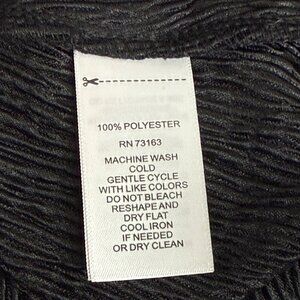 100% POLYESTER
RN 73163
MACHINE WASH
COLD
GENTLE CYCLE
WITH LIKE COLORS
DO NOT BLEACH
RESHAPE AND
DRY FLAT
COOL IRON
IF NEEDED
OR DRY CLEAN